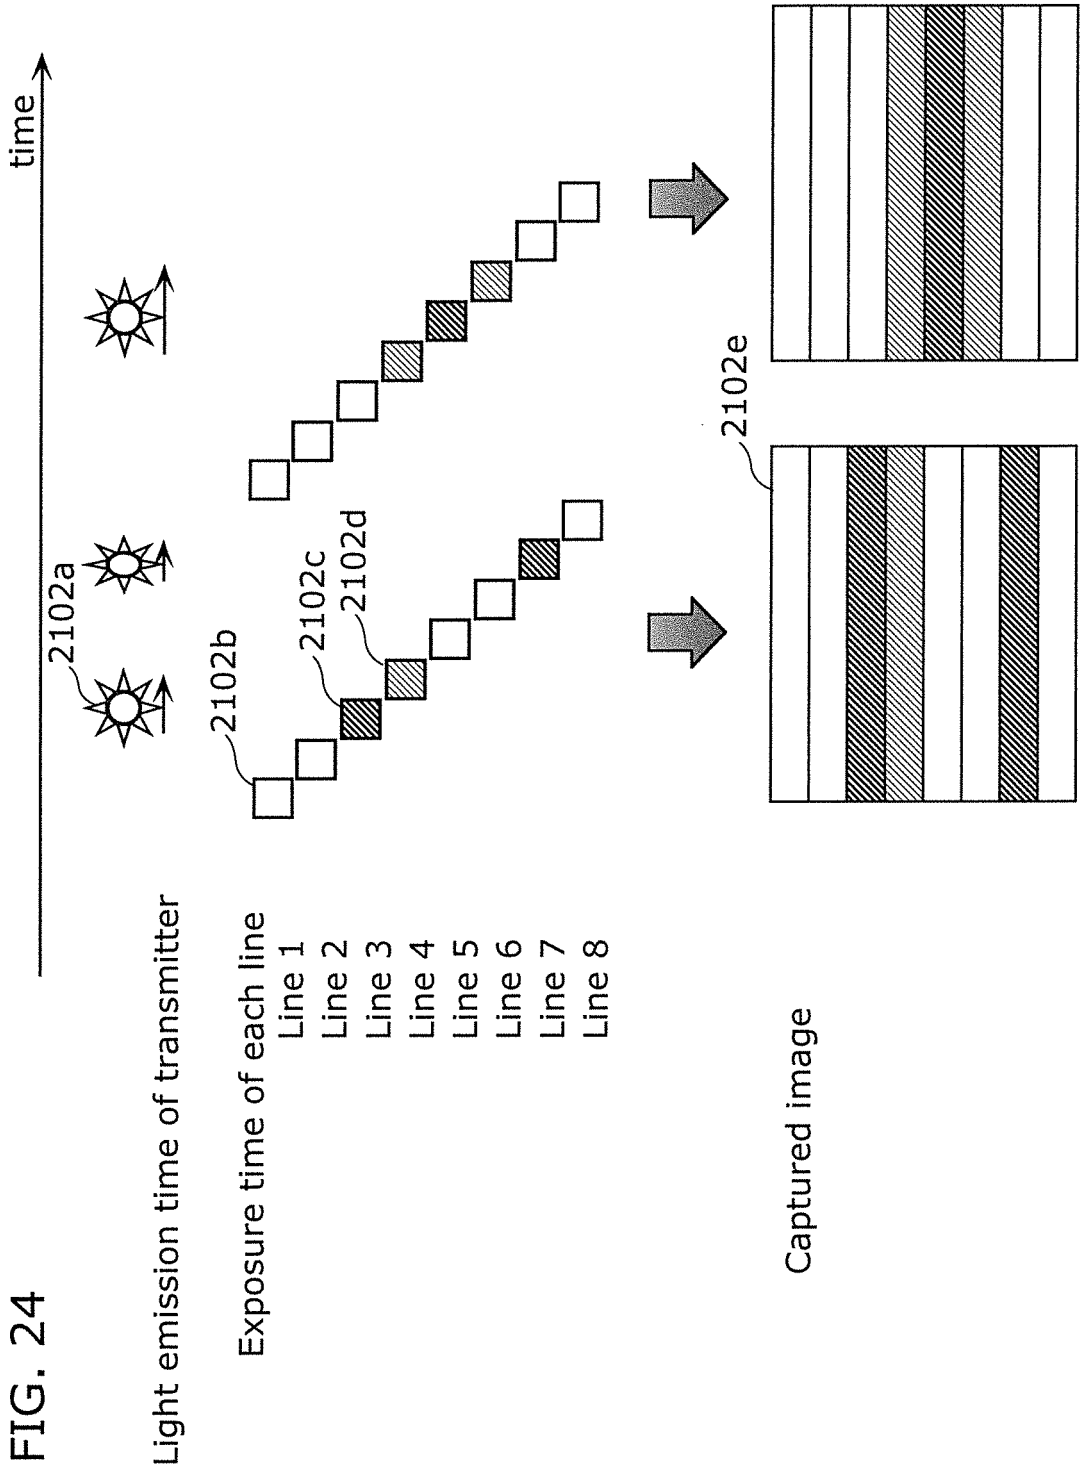 FIG. 24
time
2102a
Light emission time of transmitter
2102b
Exposure time of each line
Line 1
Line 2
2102c
Line 3
2102d
Line 4
Line 5
Line 6
Line 7
Line 8
2102e
Captured image